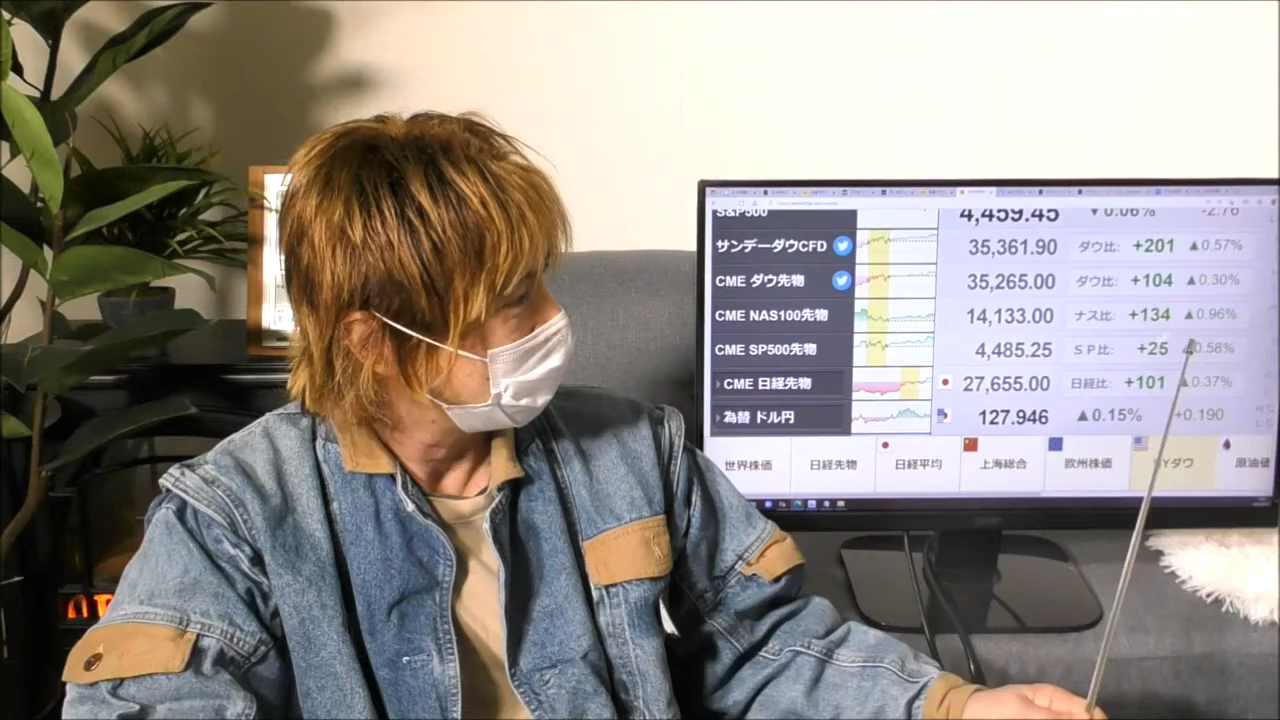 S&P500 4,459.45 ▼0.06% -2.76
サンデーダウCFD 35,361.90 ダウ比: +201 ▲0.57%
CME ダウ先物 35,265.00 ダウ比: +104 ▲0.30%
CME NAS100先物 14,133.00 ナス比: +134 ▲0.96%
CME SP500先物 4,485.25 ＳＰ比: +25 0.58%
CME 日経先物 27,655.00 日経比: +101 ▲0.37%
為替 ドル円 127.946 ▲0.15% +0.190
世界株価 日経先物 日経平均 上海総合 欧州株価 Yダウ 原油値